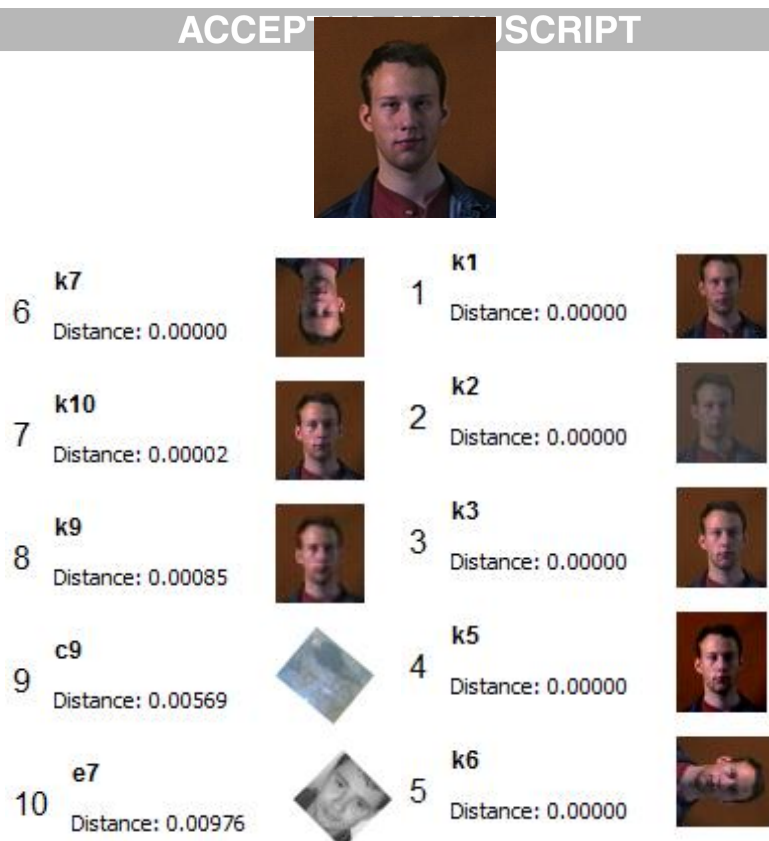 ACCEPTED MANUSCRIPT
k7
6
Distance: 0.00000
k10
7
Distance: 0.00002
k9
8
Distance: 0.00085
c9
9
Distance: 0.00569
e7
10
Distance: 0.00976
k1
1
Distance: 0.00000
k2
2
Distance: 0.00000
k3
3
Distance: 0.00000
k5
4
Distance: 0.00000
k6
5
Distance: 0.00000